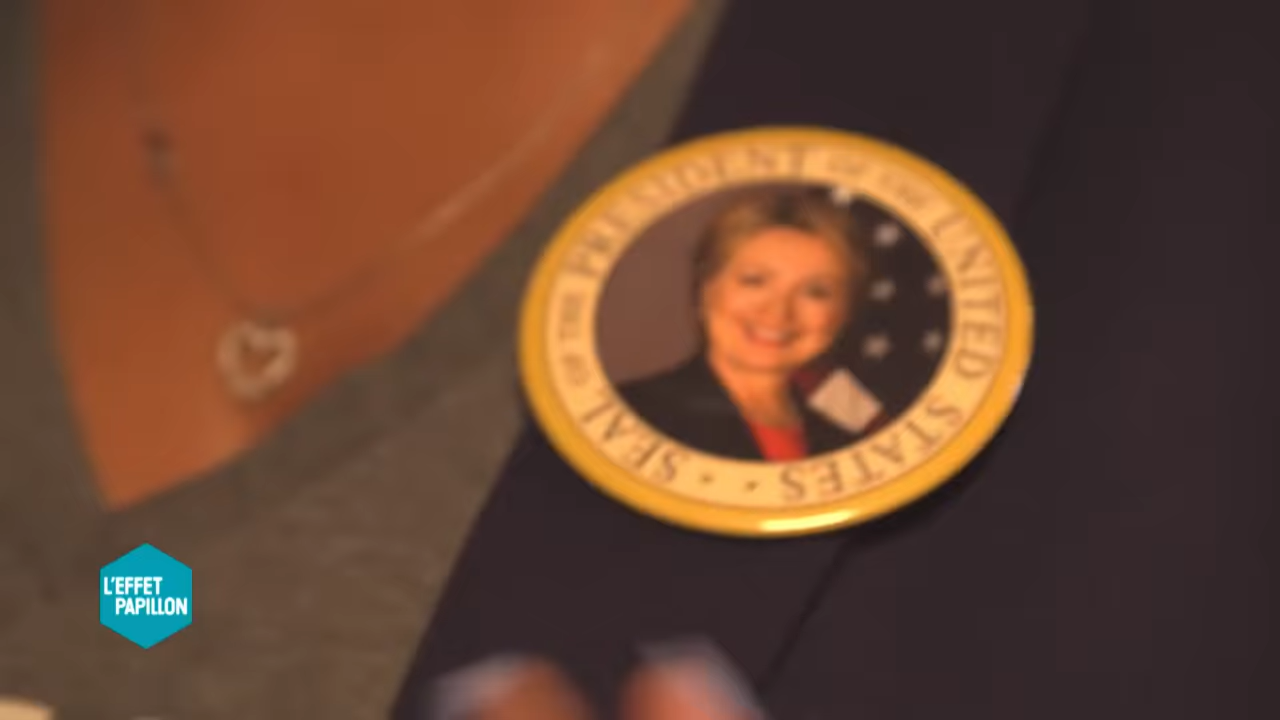 SEAL OF THE PRESIDENT OF THE UNITED STATES
L'EFFET
PAPILLON